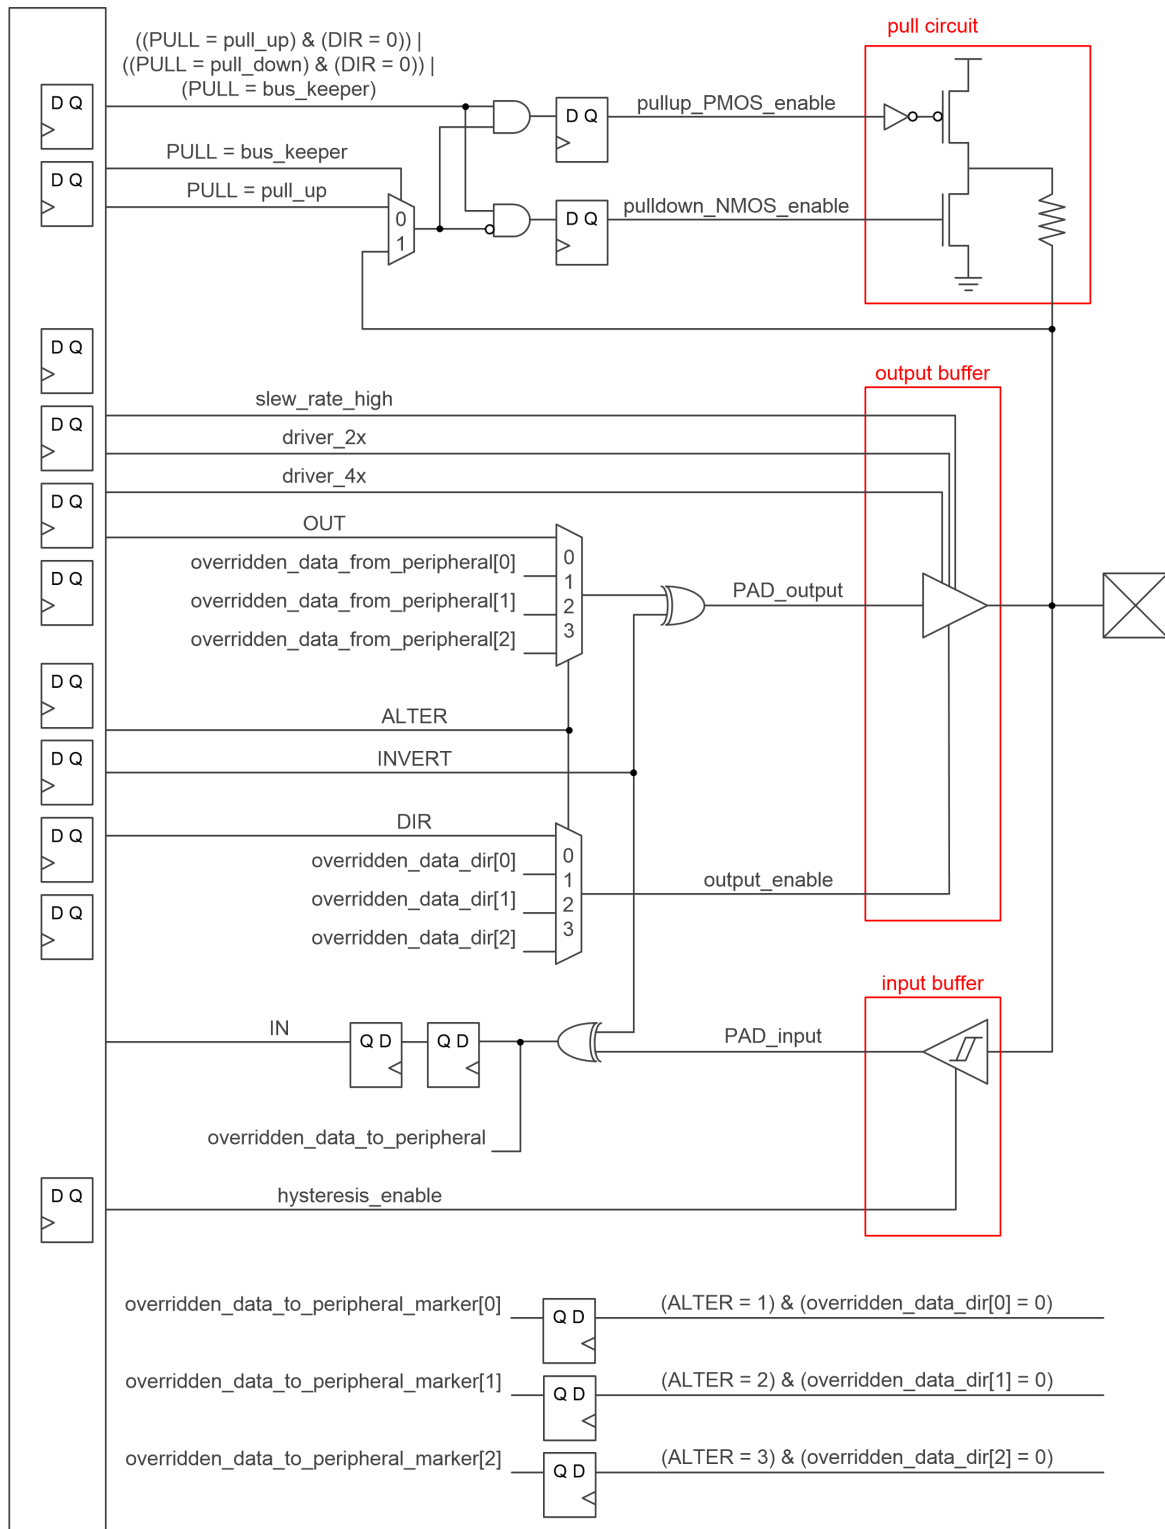 pull circuit
((PULL = pull_up) & (DIR = 0)) |
((PULL = pull_down) & (DIR = 0)) |
(PULL = bus_keeper)
D Q
D Q
pullup_PMOS_enable
PULL = bus_keeper
D Q
PULL = pull_up
0
1
D Q
pulldown_NMOS_enable
D Q
output buffer
slew_rate_high
D Q
driver_2x
driver_4x
D Q
OUT
overridden_data_from_peripheral[0]
overridden_data_from_peripheral[1]
overridden_data_from_peripheral[2]
0
1
2
3
PAD_output
D Q
D Q
ALTER
INVERT
D Q
DIR
D Q
overridden_data_dir[0]
overridden_data_dir[1]
overridden_data_dir[2]
0
1
2
3
output_enable
D Q
input buffer
IN
Q D
Q D
PAD_input
overridden_data_to_peripheral
D Q
hysteresis_enable
overridden_data_to_peripheral_marker[0]
Q D
(ALTER = 1) & (overridden_data_dir[0] = 0)
overridden_data_to_peripheral_marker[1]
Q D
(ALTER = 2) & (overridden_data_dir[1] = 0)
overridden_data_to_peripheral_marker[2]
Q D
(ALTER = 3) & (overridden_data_dir[2] = 0)